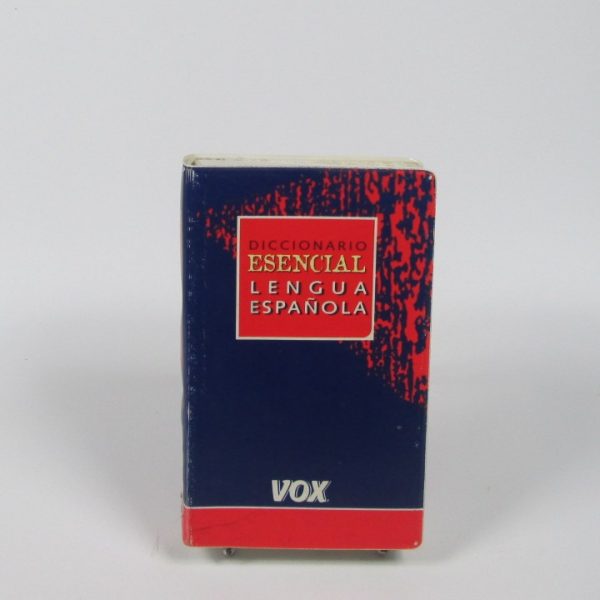 DICCIONARIO
ESENCIAL
LENGUA
ESPAÑOLA
VOX